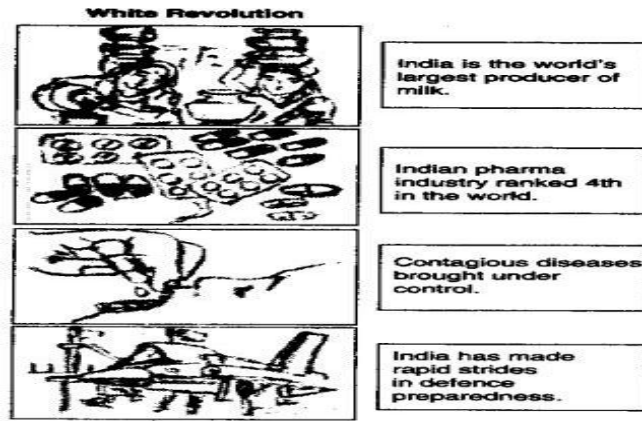 White Revolution
India is the world's
largest producer of
milk.
Indian pharma
industry ranked 4th
in the world.
Contagious diseases
brought under
control.
India has made
rapid strides
in defence
preparedness.